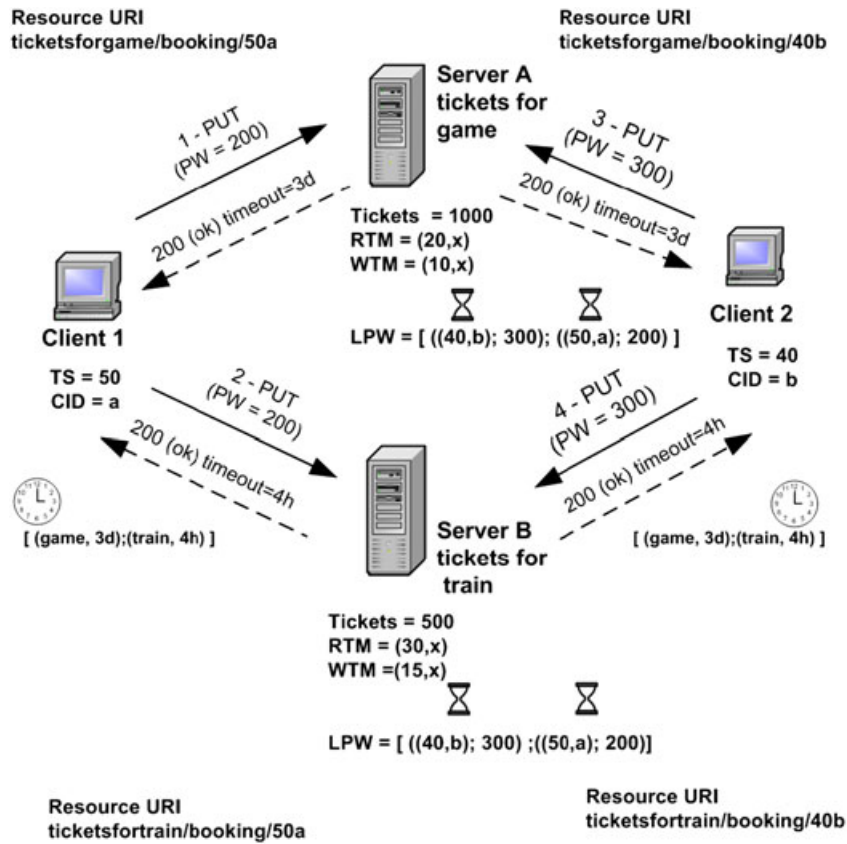 Resource URI
ticketsforgame/booking/50a
Resource URI
ticketsforgame/booking/40b
Server A
tickets for
game
1 - PUT
(PW = 200)
200 (ok) timeout=3d
3 - PUT
(PW = 300)
200 (ok) timeout=3d
Tickets = 1000
RTM = (20,x)
WTM = (10,x)
LPW = [ ((40,b); 300); ((50,a); 200) ]
Client 1
TS = 50
CID = a
Client 2
TS = 40
CID = b
2 - PUT
(PW = 200)
200 (ok) timeout=4h
4 - PUT
(PW = 300)
200 (ok) timeout=4h
[ (game, 3d);(train, 4h) ]
[ (game, 3d);(train, 4h) ]
Server B
tickets for
train
Tickets = 500
RTM = (30,x)
WTM =(15,x)
LPW = [ ((40,b); 300) ;((50,a); 200)]
Resource URI
ticketsfortrain/booking/50a
Resource URI
ticketsfortrain/booking/40b